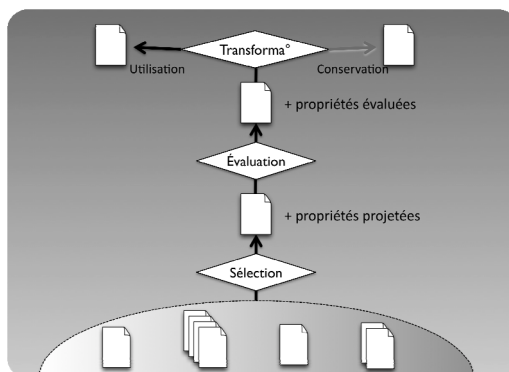 Transforma°
Utilisation
Conservation
+ propriétés évaluées
Évaluation
+ propriétés projetées
Sélection